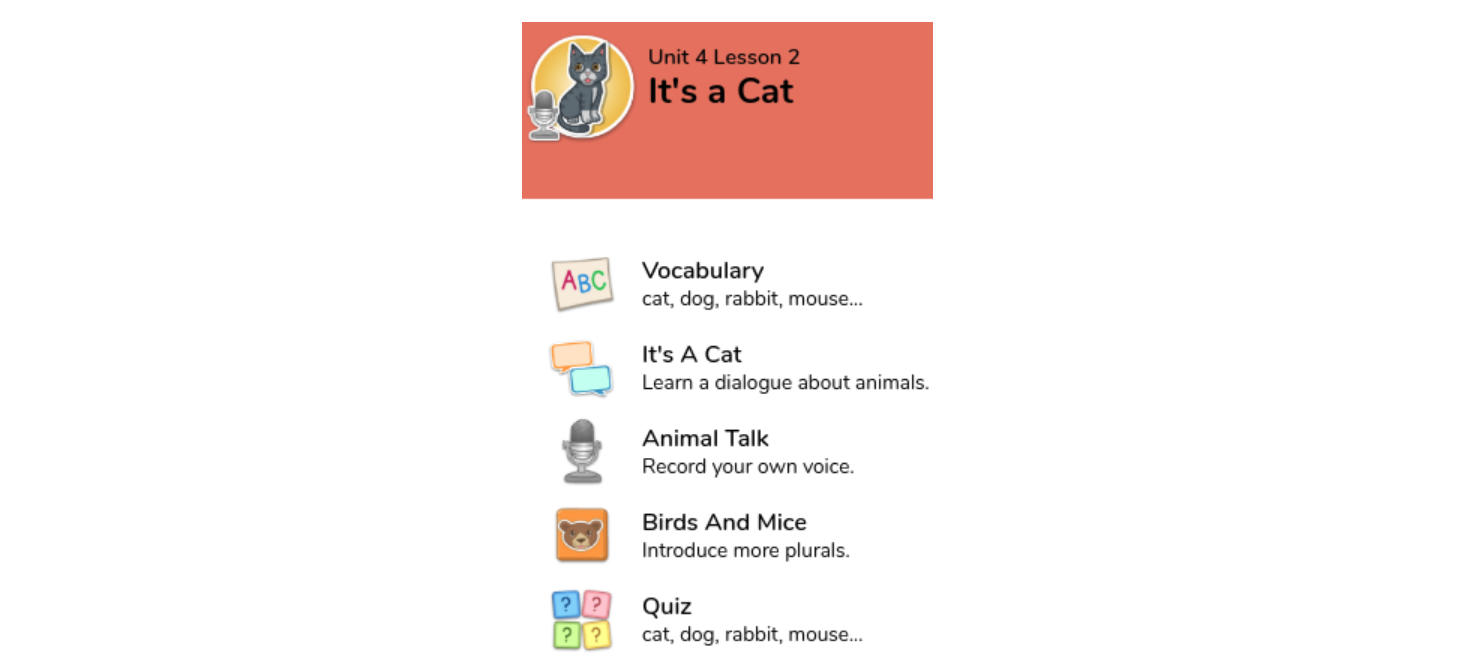 Unit 4 Lesson 2
It's a Cat
ABC
Vocabulary
cat, dog, rabbit, mouse...
It's A Cat
Learn a dialogue about animals.
Animal Talk
Record your own voice.
Birds And Mice
Introduce more plurals.
? ?
? ?
Quiz
cat, dog, rabbit, mouse...